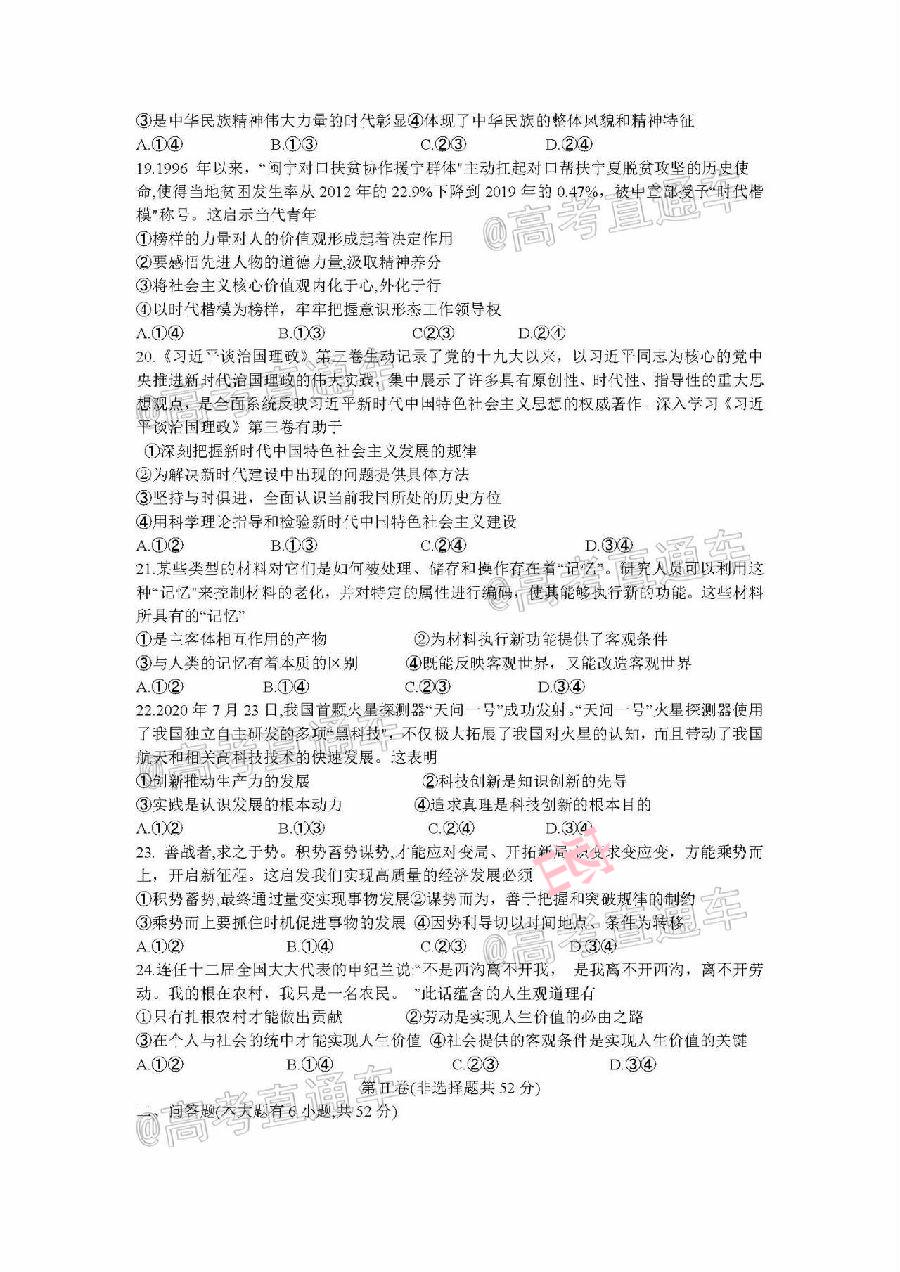 ③是中华民族精神伟大力量的时代彰显④体现了中华民族的整体风貌和精神特征
A.①④ B.①③ C.②③ D.②④
19.1996 年以来，“闽宁对口扶贫协作援宁群体"主动扛起对口帮扶宁夏脱贫攻坚的历史使
命,使得当地贫困发生率从 2012 年的 22.9%下降到 2019 年的 0.47%，被中宣部授予“时代楷
模”称号。这启示当代青年
①榜样的力量对人的价值观形成起着决定作用
②要感悟先进人物的道德力量,汲取精神养分
③将社会主义核心价值观内化于心,外化于行
④以时代楷模为榜样，牢牢把握意识形态工作领导权
A.①④ B.①③ C②③ D.②④
20.《习近平谈治国理政》第三卷生动记录了党的十九大以来，以习近平同志为核心的党中
央推进新时代治国理政的伟大实践，集中展示了许多具有原创性、时代性、指导性的重大思
想观点，是全面系统反映习近平新时代中国特色社会主义思想的权威著作。深入学习《习近
平谈治国理政》第三卷有助于
①深刻把握新时代中国特色社会主义发展的规律
②为解决新时代建设中出现的问题提供具体方法
③坚持与时俱进，全面认识当前我国所处的历史方位
④用科学理论指导和检验新时代中国特色社会主义建设
A.①② B.①③ C.②④ D.③④
21.某些类型的材料对它们是如何被处理、储存和操作存在着“记忆”。研究人员可以利用这
种“记忆”来控制材料的老化，并对特定的属性进行编码，使其能够执行新的功能。这些材料
所具有的“记忆”
①是主客体相互作用的产物 ②为材料执行新功能提供了客观条件
③与人类的记忆有着本质的区别 ④既能反映客观世界，又能改造客观世界
A.①② B.①④ C.②③ D.③④
22.2020 年 7 月 23 日,我国首颗火星探测器“天问一号”成功发射。“天问一号”火星探测器使用
了我国独立自主研发的多项“黑科技"，不仅极大拓展了我国对火星的认知，而且带动了我国
航天和相关高科技技术的快速发展。这表明
①创新推动生产力的发展 ②科技创新是知识创新的先导
③实践是认识发展的根本动力 ④追求真理是科技创新的根本目的
A.①② B.①③ C.②④ D.③④
23. 善战者,求之于势。积势蓄势谋势,才能应对变局、开拓新局,识变求变应变，方能乘势而
上，开启新征程。这启发我们实现高质量的经济发展必须
①积势蓄势,最终通过量变实现事物发展②谋势而为，善于把握和突破规律的制约
③乘势而上要抓住时机促进事物的发展 ④因势利导切以时间地点、条件为转移
A.①② B.①④ C.②③ D.③④
24.连任十二届全国人大代表的申纪兰说:“不是西沟离不开我， 是我离不开西沟，离不开劳
动。我的根在农村，我只是一名农民。 ”此话蕴含的人生观道理有
①只有扎根农村才能做出贡献 ②劳动是实现人生价值的必由之路
③在个人与社会的统中才能实现人生价值 ④社会提供的客观条件是实现人生价值的关键
A.①② B.①④ C.②③ D.③④
第 II 卷(非选择题共 52 分)
二、问答题(本大题有 6 小题,共 52 分)
@高考直通车
@高考直通车
@高考直通车
@高考直通车
@高考直通车
@高考直通车
@高考直通车